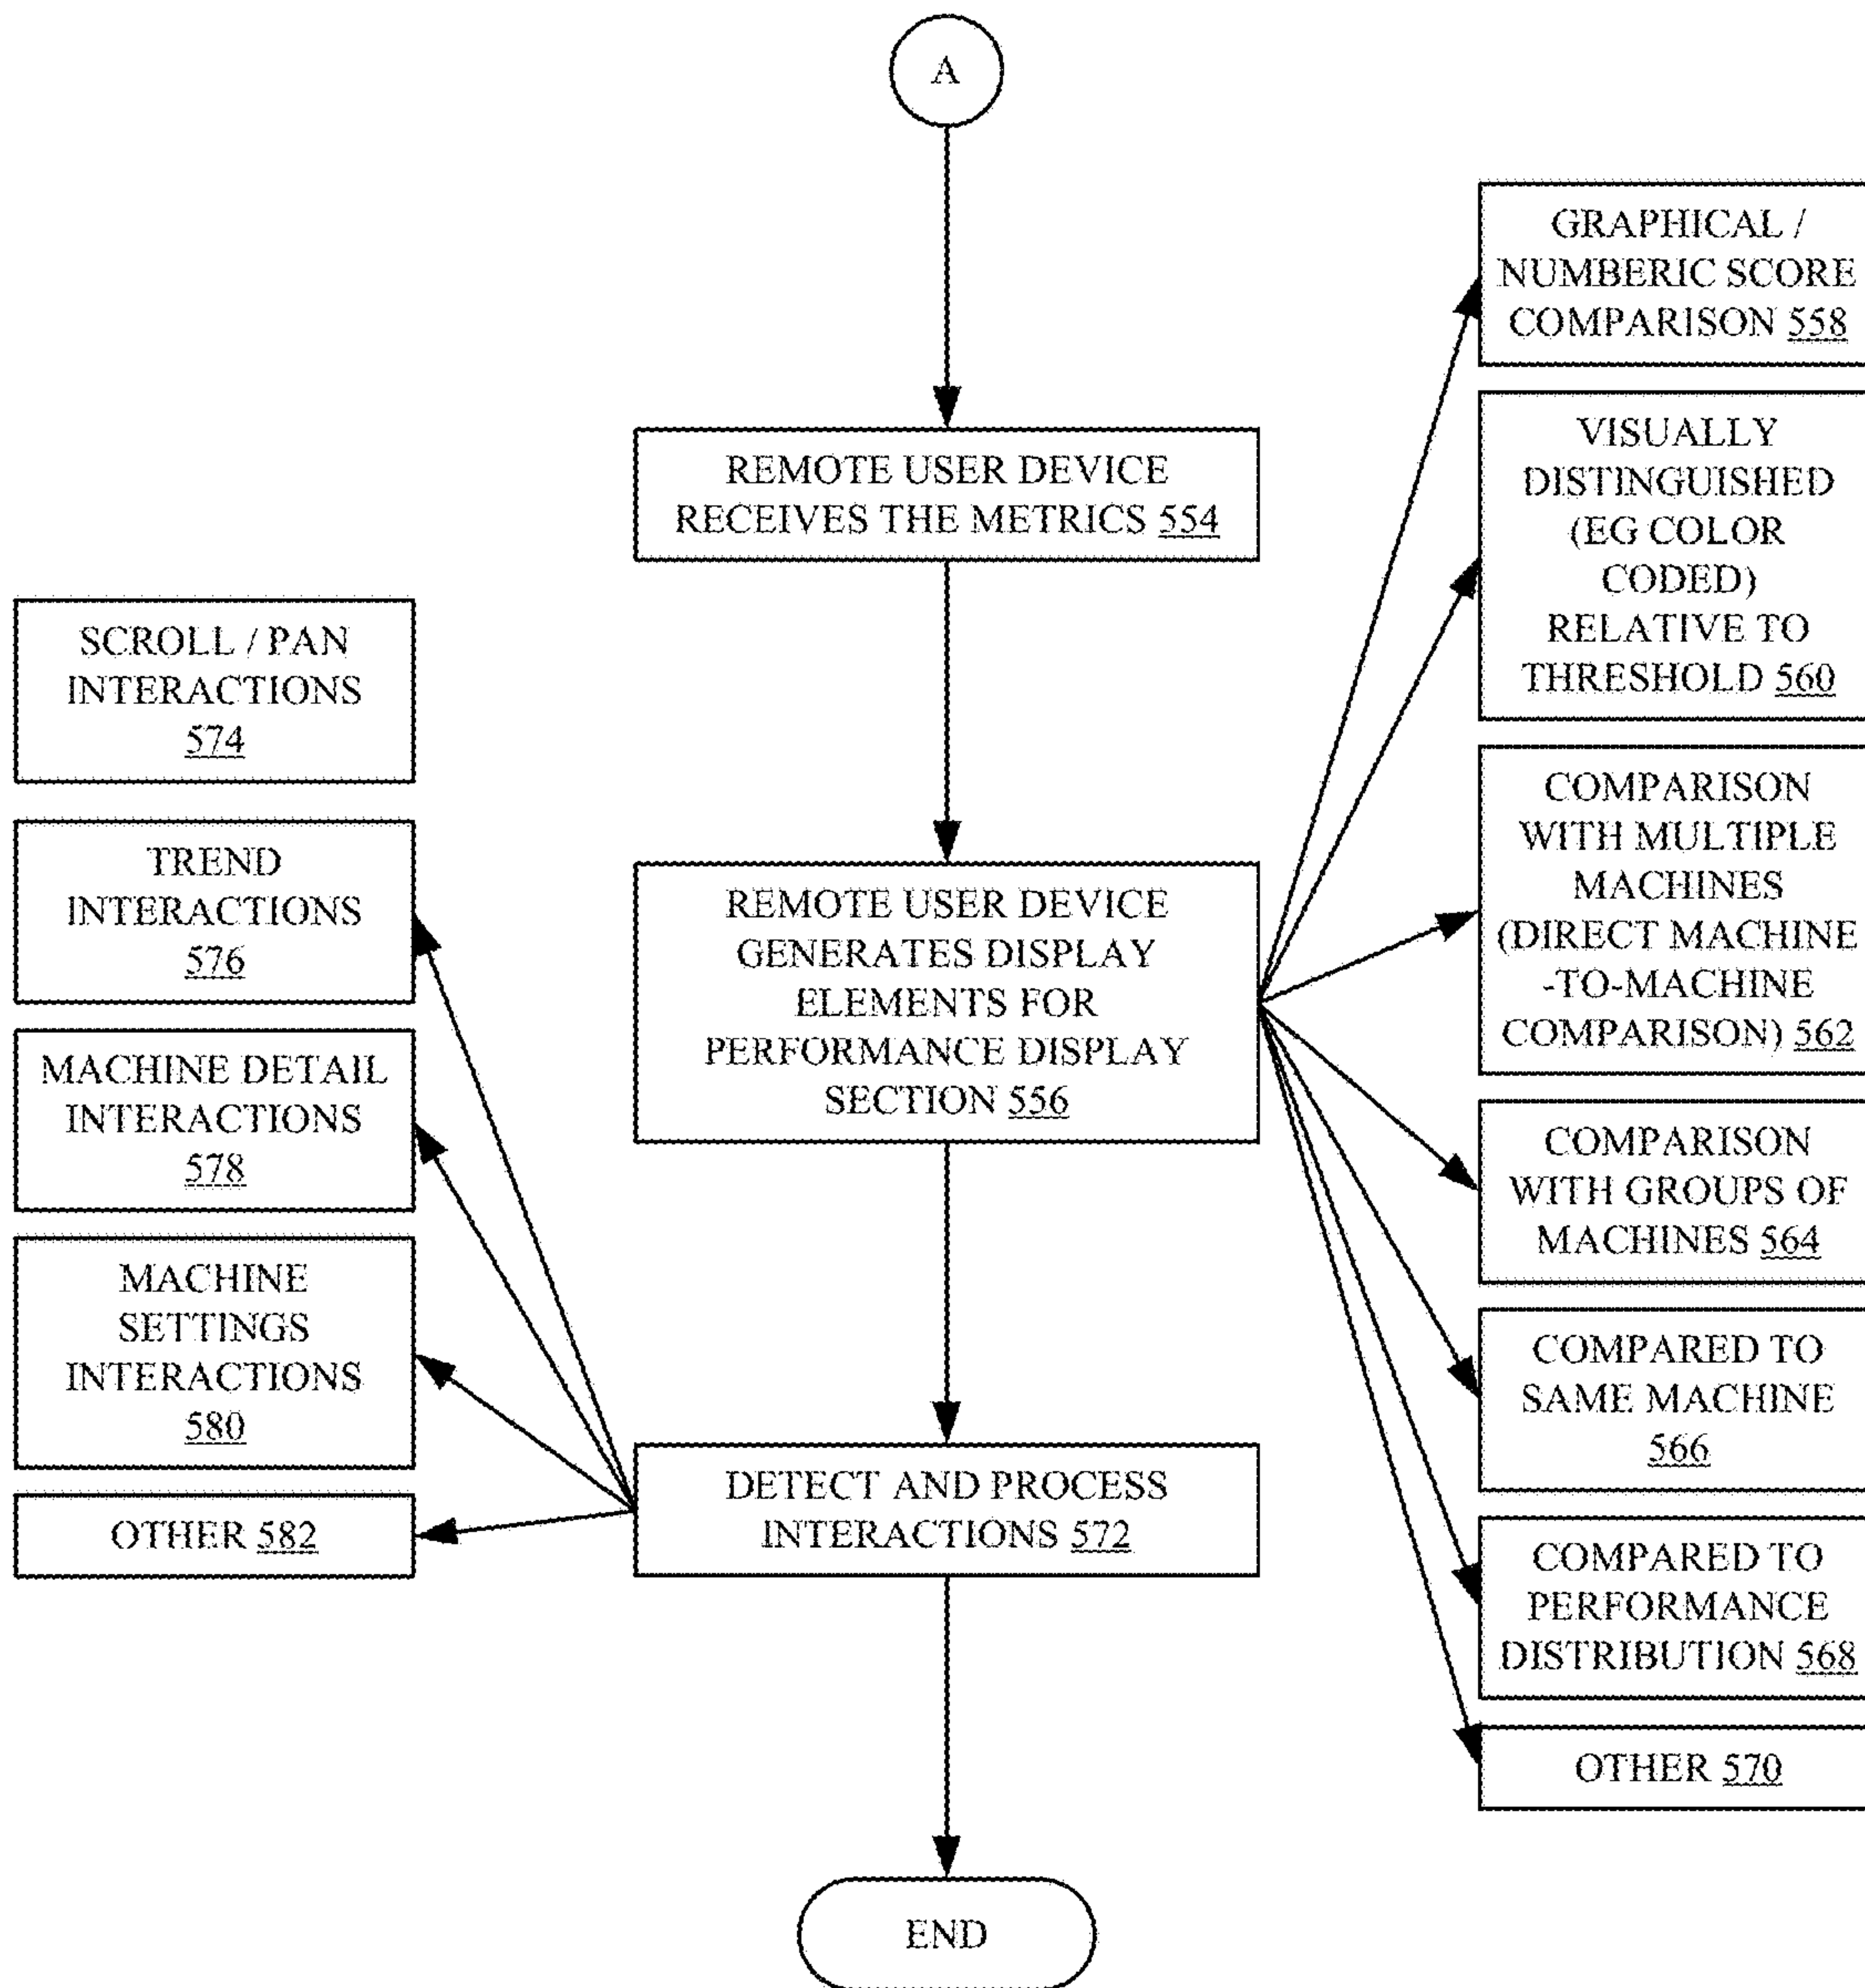 A
REMOTE USER DEVICE
RECEIVES THE METRICS 554
REMOTE USER DEVICE
GENERATES DISPLAY
ELEMENTS FOR
PERFORMANCE DISPLAY
SECTION 556
DETECT AND PROCESS
INTERACTIONS 572
END
SCROLL / PAN
INTERACTIONS
574
TREND
INTERACTIONS
576
MACHINE DETAIL
INTERACTIONS
578
MACHINE
SETTINGS
INTERACTIONS
580
OTHER 582
GRAPHICAL /
NUMBERIC SCORE
COMPARISON 558
VISUALLY
DISTINGUISHED
(EG COLOR
CODED)
RELATIVE TO
THRESHOLD 560
COMPARISON
WITH MULTIPLE
MACHINES
(DIRECT MACHINE
-TO-MACHINE
COMPARISON) 562
COMPARISON
WITH GROUPS OF
MACHINES 564
COMPARED TO
SAME MACHINE
566
COMPARED TO
PERFORMANCE
DISTRIBUTION 568
OTHER 570